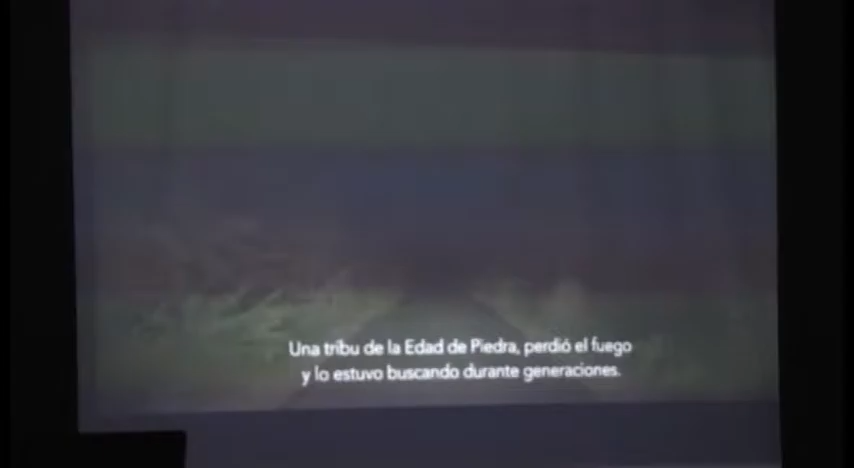 Una tribu de la Edad de Piedra, perdió el fuego
y lo estuvo buscando durante generaciones.